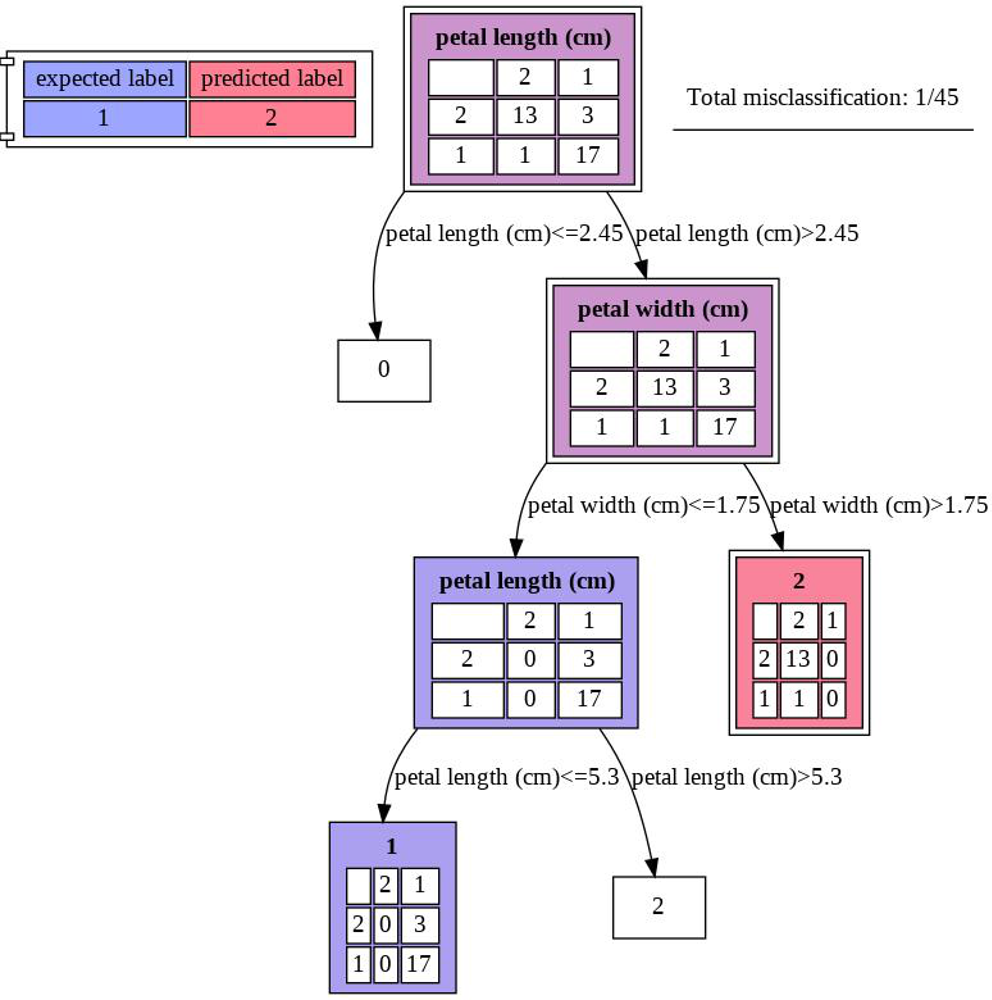 petal length (cm)
2 1
2 13 3
1 1 17
expected label predicted label
1 2
Total misclassification: 1/45
petal length (cm)<=2.45 petal length (cm)>2.45
0
petal width (cm)
2 1
2 13 3
1 1 17
petal width (cm)<=1.75 petal width (cm)>1.75
petal length (cm)
2 1
2 0 3
1 0 17
2
2 1
2 13 0
1 1 0
petal length (cm)<=5.3 petal length (cm)>5.3
1
2 1
2 0 3
1 0 17
2